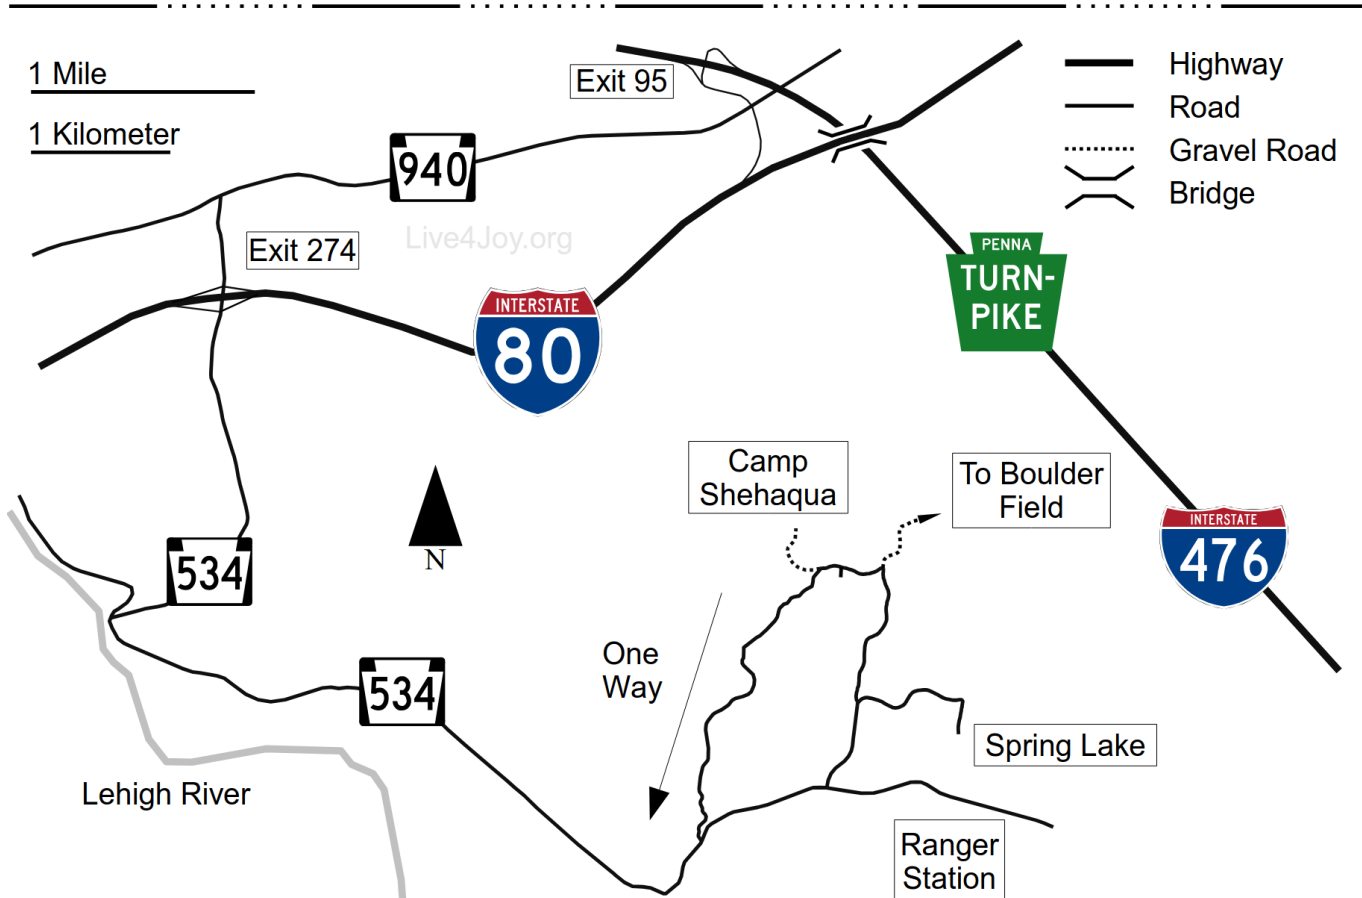 1 Mile
1 Kilometer
Exit 95
Highway
Road
Gravel Road
Bridge
940
Exit 274
Live4Joy.org
PENNA
TURN-
PIKE
INTERSTATE
80
Camp
Shehaqua
To Boulder
Field
INTERSTATE
476
N
534
One
Way
534
Spring Lake
Lehigh River
Ranger
Station